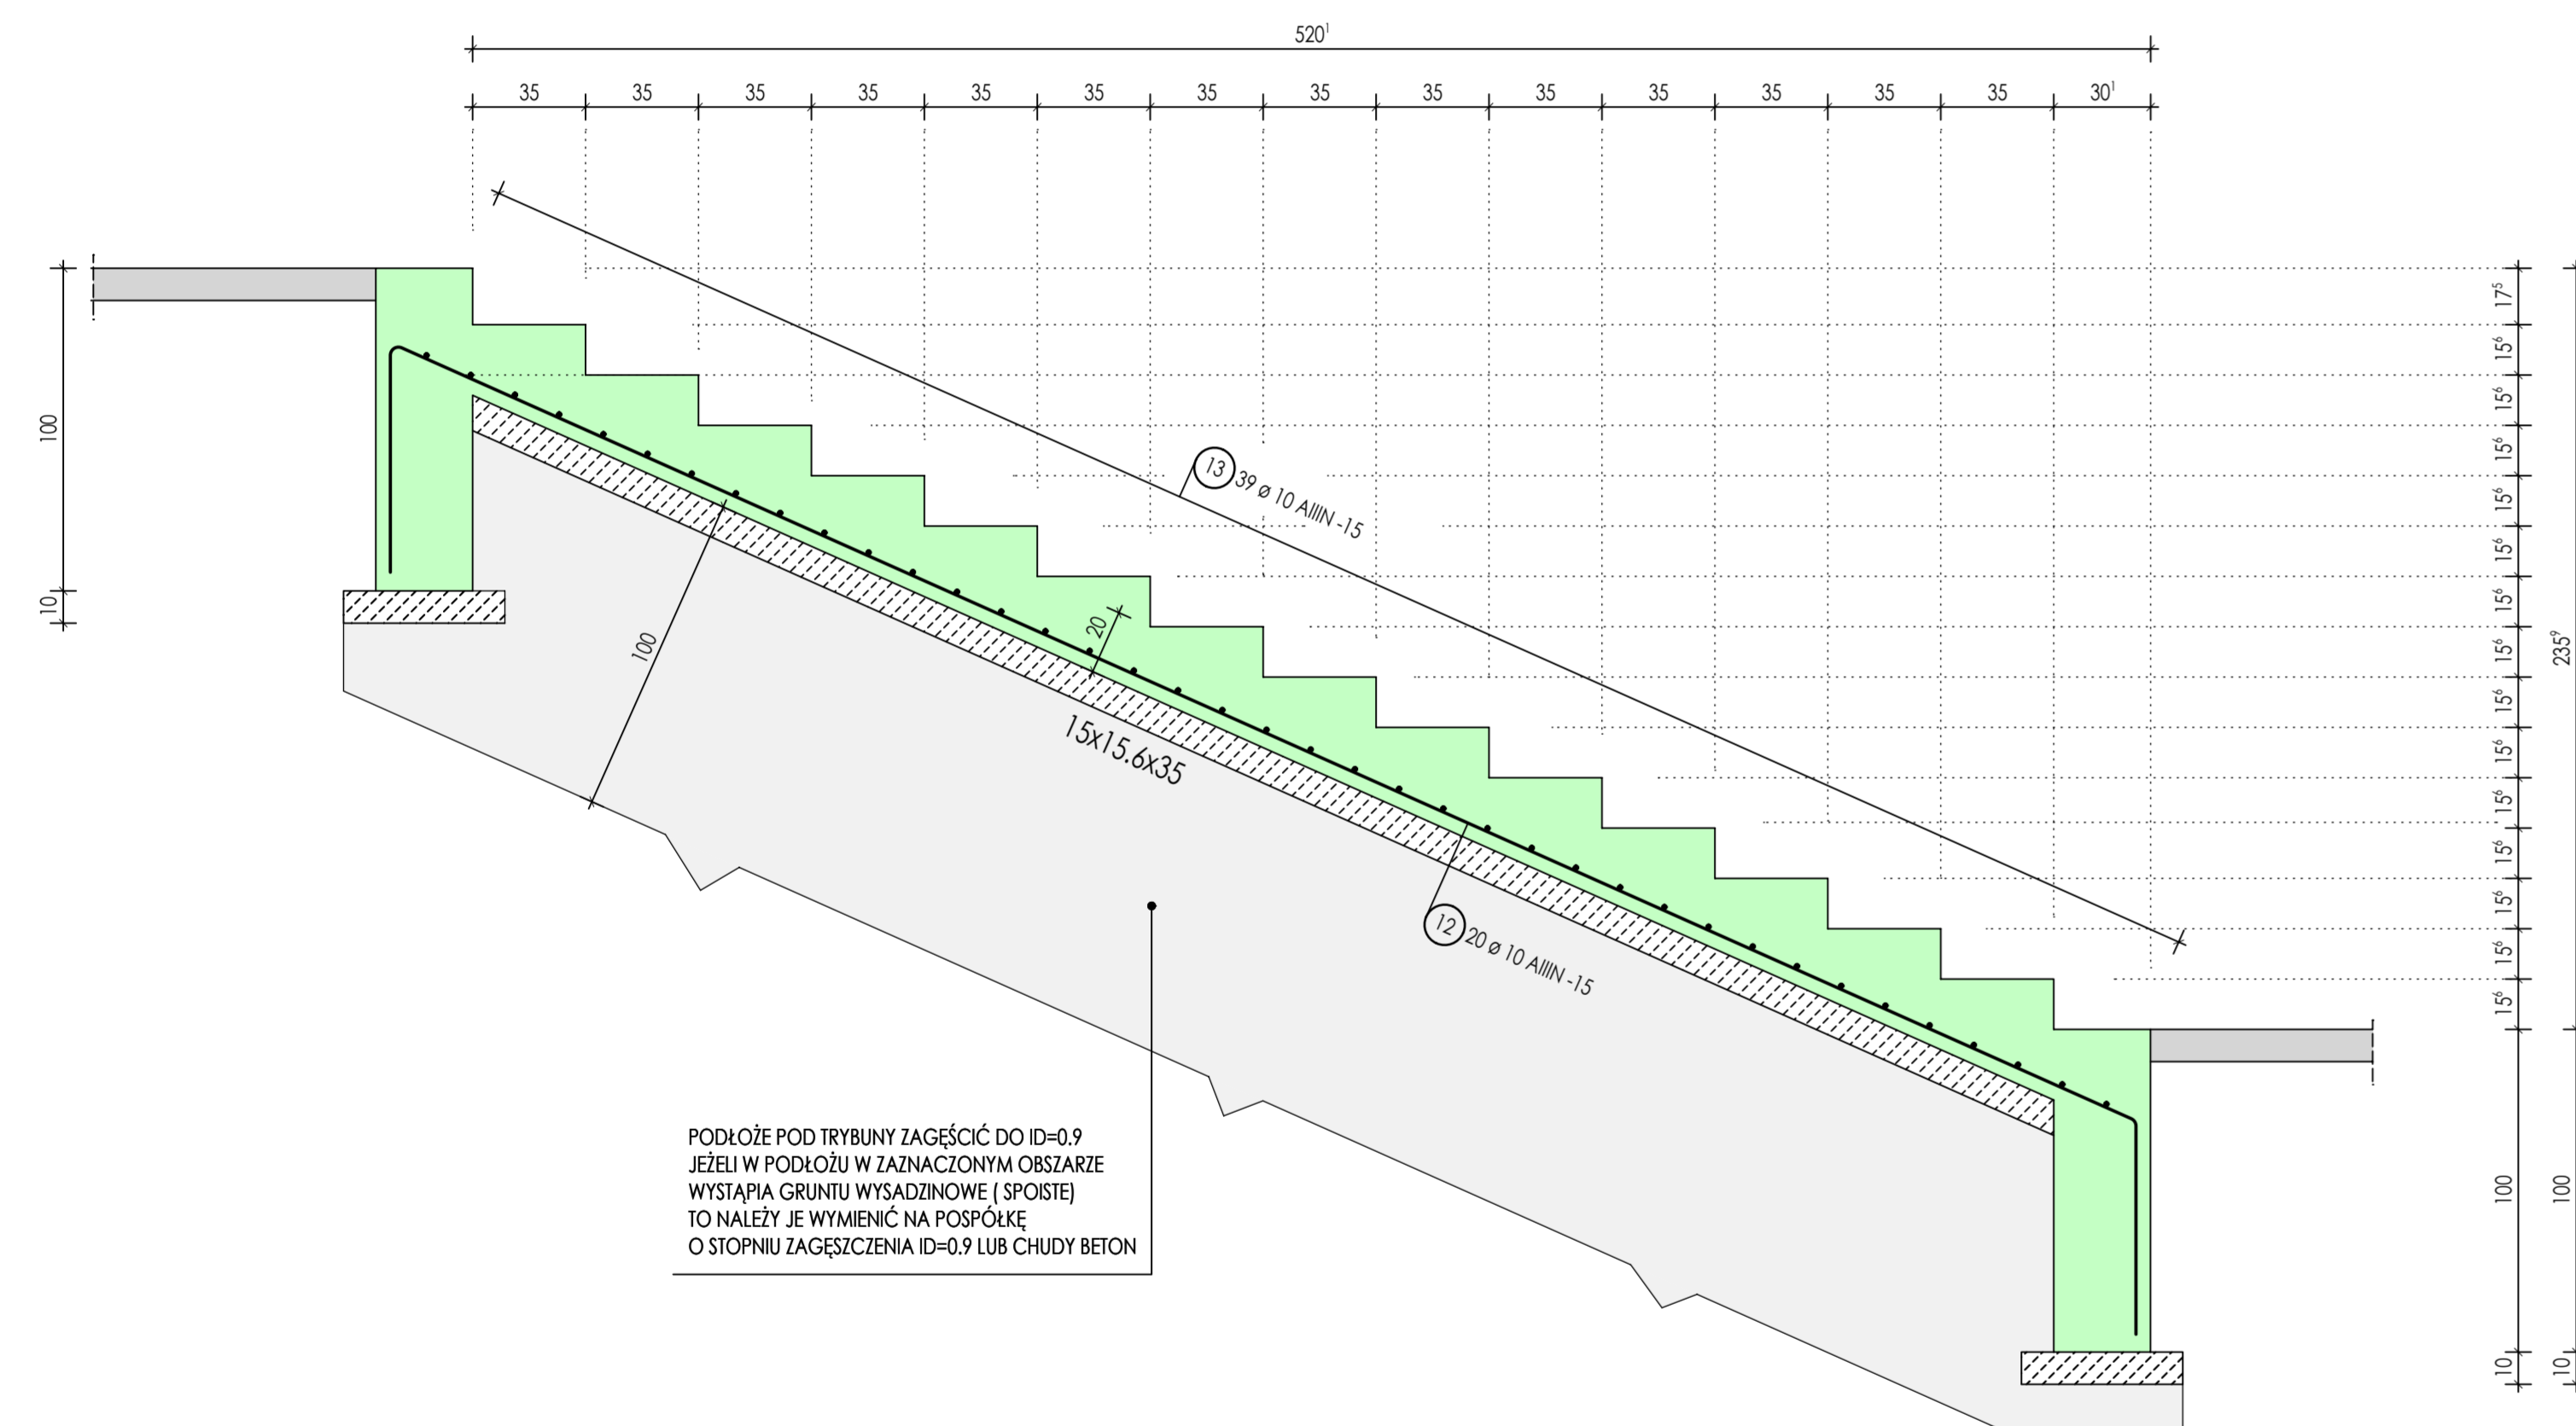 520¹
35 35 35 35 35 35 35 35 35 35 35 35 35 35 30¹
17⁵
15⁶
15⁶
15⁶
15⁶
15⁶
15⁶
15⁶
15⁶
15⁶
15⁶
15⁶
15⁶
15⁶
15⁶
100
10
235⁹
100
10
100
10
13 39 ø 10 AIIIN -15
20
100
15x15.6x35
12 20 ø 10 AIIIN -15
PODŁOŻE POD TRYBUNY ZAGĘŚCIĆ DO ID=0.9
JEŻELI W PODŁOŻU W ZAZNACZONYM OBSZARZE
WYSTĄPIA GRUNTU WYSADZINOWE ( SPOISTE)
TO NALEŻY JE WYMIENIĆ NA POSPÓŁKĘ
O STOPNIU ZAGĘSZCZENIA ID=0.9 LUB CHUDY BETON